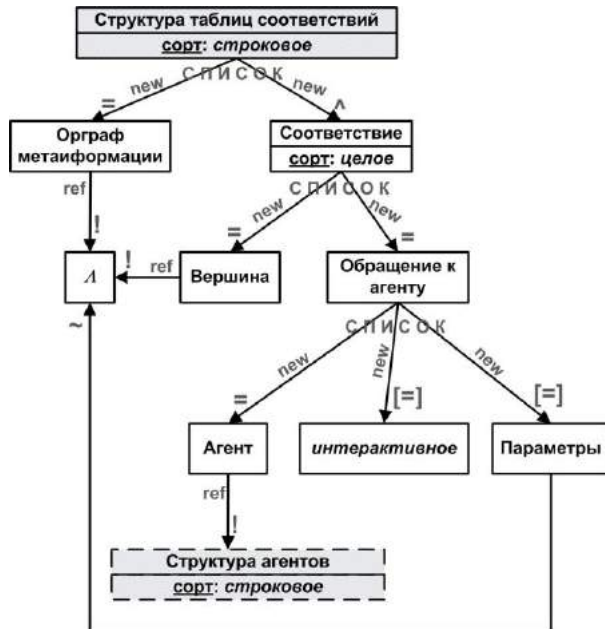 Структура таблиц соответствий
сорт: строковое
new СПИСОК new
= ^
Орграф
метаиформации
Соответствие
сорт: целое
ref
!
СПИСОК
new new
= =
Λ
! ref
Вершина
Обращение к
агенту
~
СПИСОК
new new new
= [=] [=]
Агент
интерактивное
Параметры
ref
!
Структура агентов
сорт: строковое